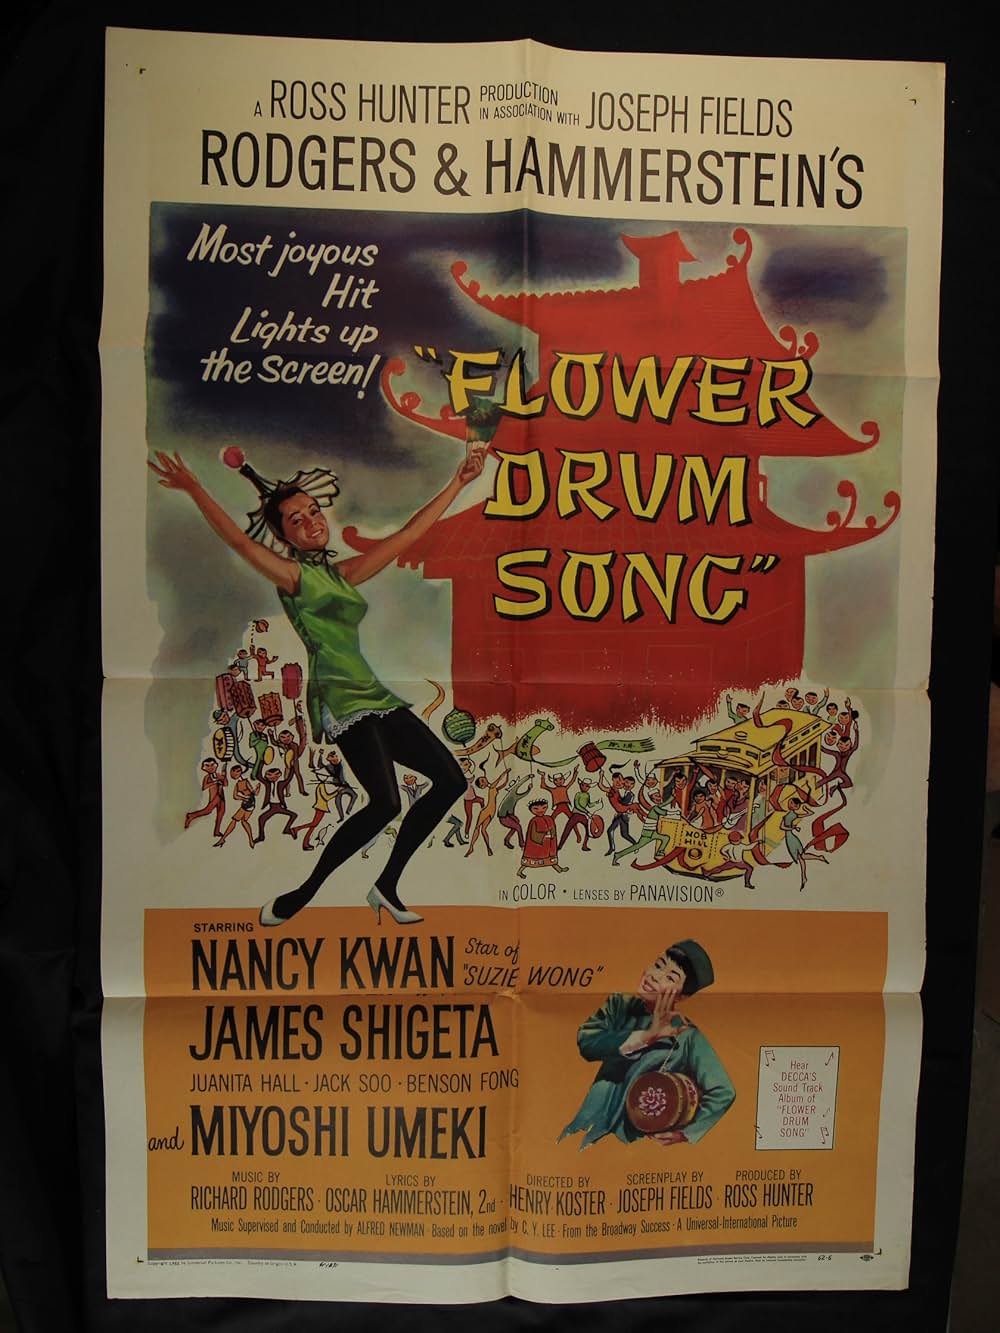 A ROSS HUNTER PRODUCTION IN ASSOCIATION WITH JOSEPH FIELDS
RODGERS & HAMMERSTEIN'S
Most joyous
Hit
Lights up
the Screen!
"FLOWER
DRUM
SONG"
NOB
HILL
IN COLOR · LENSES BY PANAVISION®
STARRING
NANCY KWAN Star of "SUZIE WONG"
JAMES SHIGETA
JUANITA HALL · JACK SOO · BENSON FONG
and MIYOSHI UMEKI
Hear
DECCA'S
Sound Track
Album of
"FLOWER
DRUM
SONG"
MUSIC BY RICHARD RODGERS · LYRICS BY OSCAR HAMMERSTEIN, 2nd · DIRECTED BY HENRY KOSTER · SCREENPLAY BY JOSEPH FIELDS · PRODUCED BY ROSS HUNTER
Music Supervised and Conducted by ALFRED NEWMAN · Based on the novel by C. Y. LEE · From the Broadway Success · A Universal-International Picture
62-5